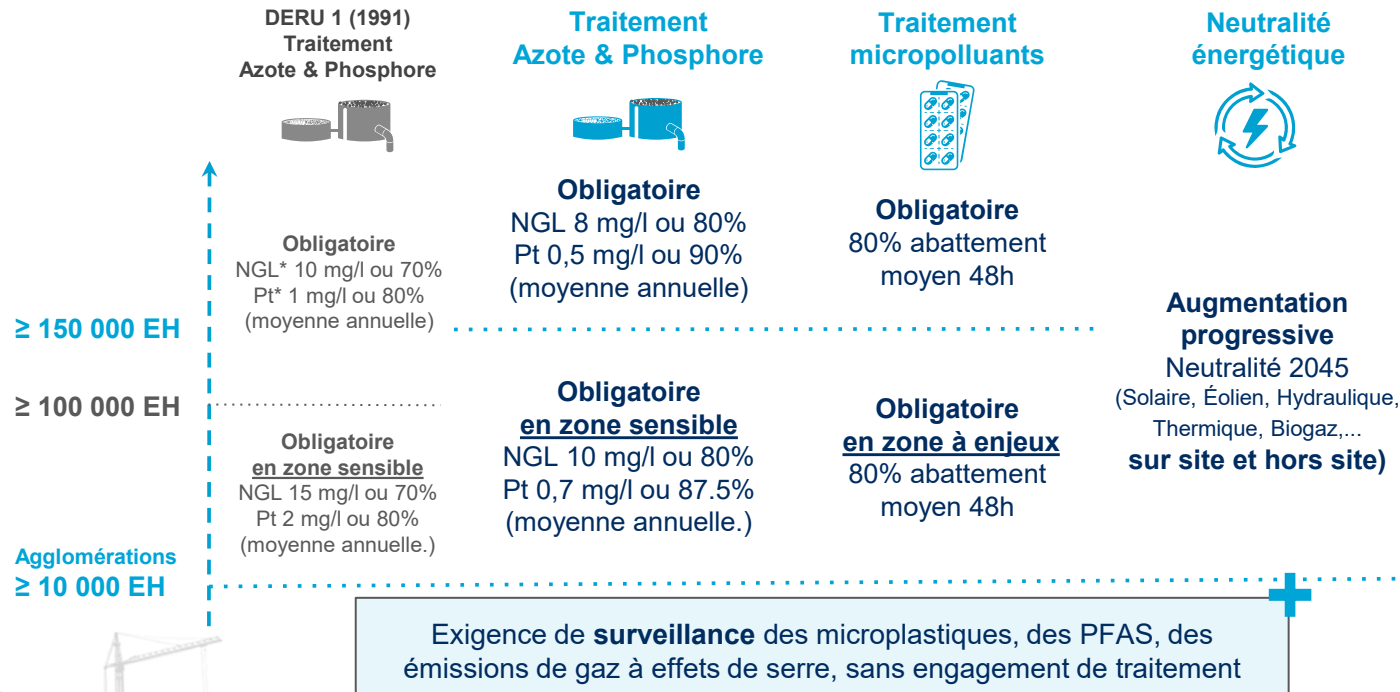 DERU 1 (1991)
Traitement
Azote & Phosphore
Traitement
Azote & Phosphore
Traitement
micropolluants
Neutralité
énergétique
≥ 150 000 EH
≥ 100 000 EH
Agglomérations
≥ 10 000 EH
Obligatoire
NGL* 10 mg/l ou 70%
Pt* 1 mg/l ou 80%
(moyenne annuelle)
Obligatoire
en zone sensible
NGL 15 mg/l ou 70%
Pt 2 mg/l ou 80%
(moyenne annuelle.)
Obligatoire
NGL 8 mg/l ou 80%
Pt 0,5 mg/l ou 90%
(moyenne annuelle)
Obligatoire
en zone sensible
NGL 10 mg/l ou 80%
Pt 0,7 mg/l ou 87.5%
(moyenne annuelle.)
Obligatoire
80% abattement
moyen 48h
Obligatoire
en zone à enjeux
80% abattement
moyen 48h
Augmentation
progressive
Neutralité 2045
(Solaire, Éolien, Hydraulique,
Thermique, Biogaz,...
sur site et hors site)
Exigence de surveillance des microplastiques, des PFAS, des
émissions de gaz à effets de serre, sans engagement de traitement